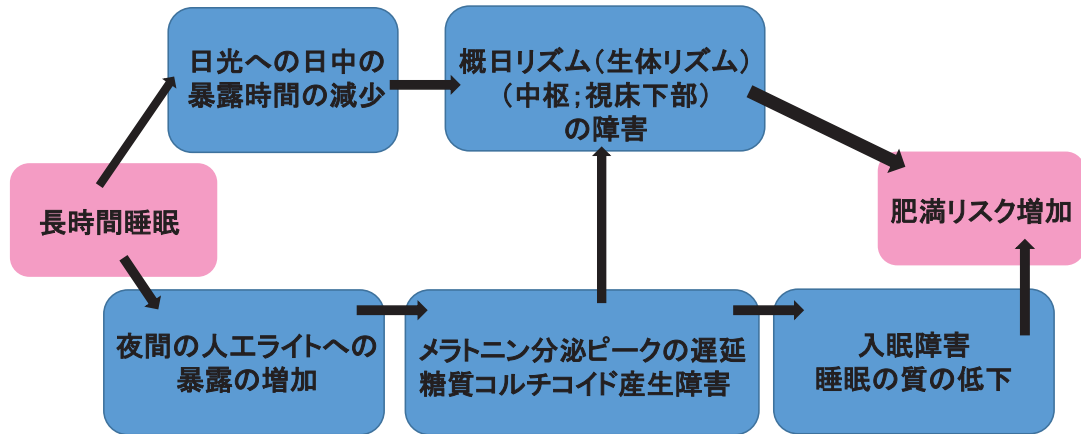 日光への日中の
暴露時間の減少
概日リズム(生体リズム)
(中枢;視床下部)
の障害
長時間睡眠
肥満リスク増加
夜間の人工ライトへの
暴露の増加
メラトニン分泌ピークの遅延
糖質コルチコイド産生障害
入眠障害
睡眠の質の低下